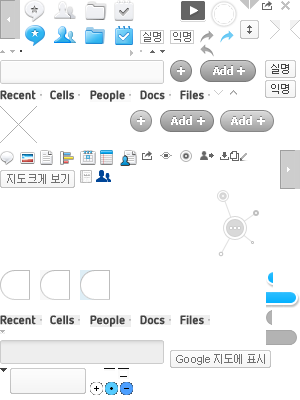 실명 익명
Add +
실명
익명
Recent Cells People Docs Files
Add + Add +
지도크게 보기
Recent Cells People Docs Files
Google 지도에 표시